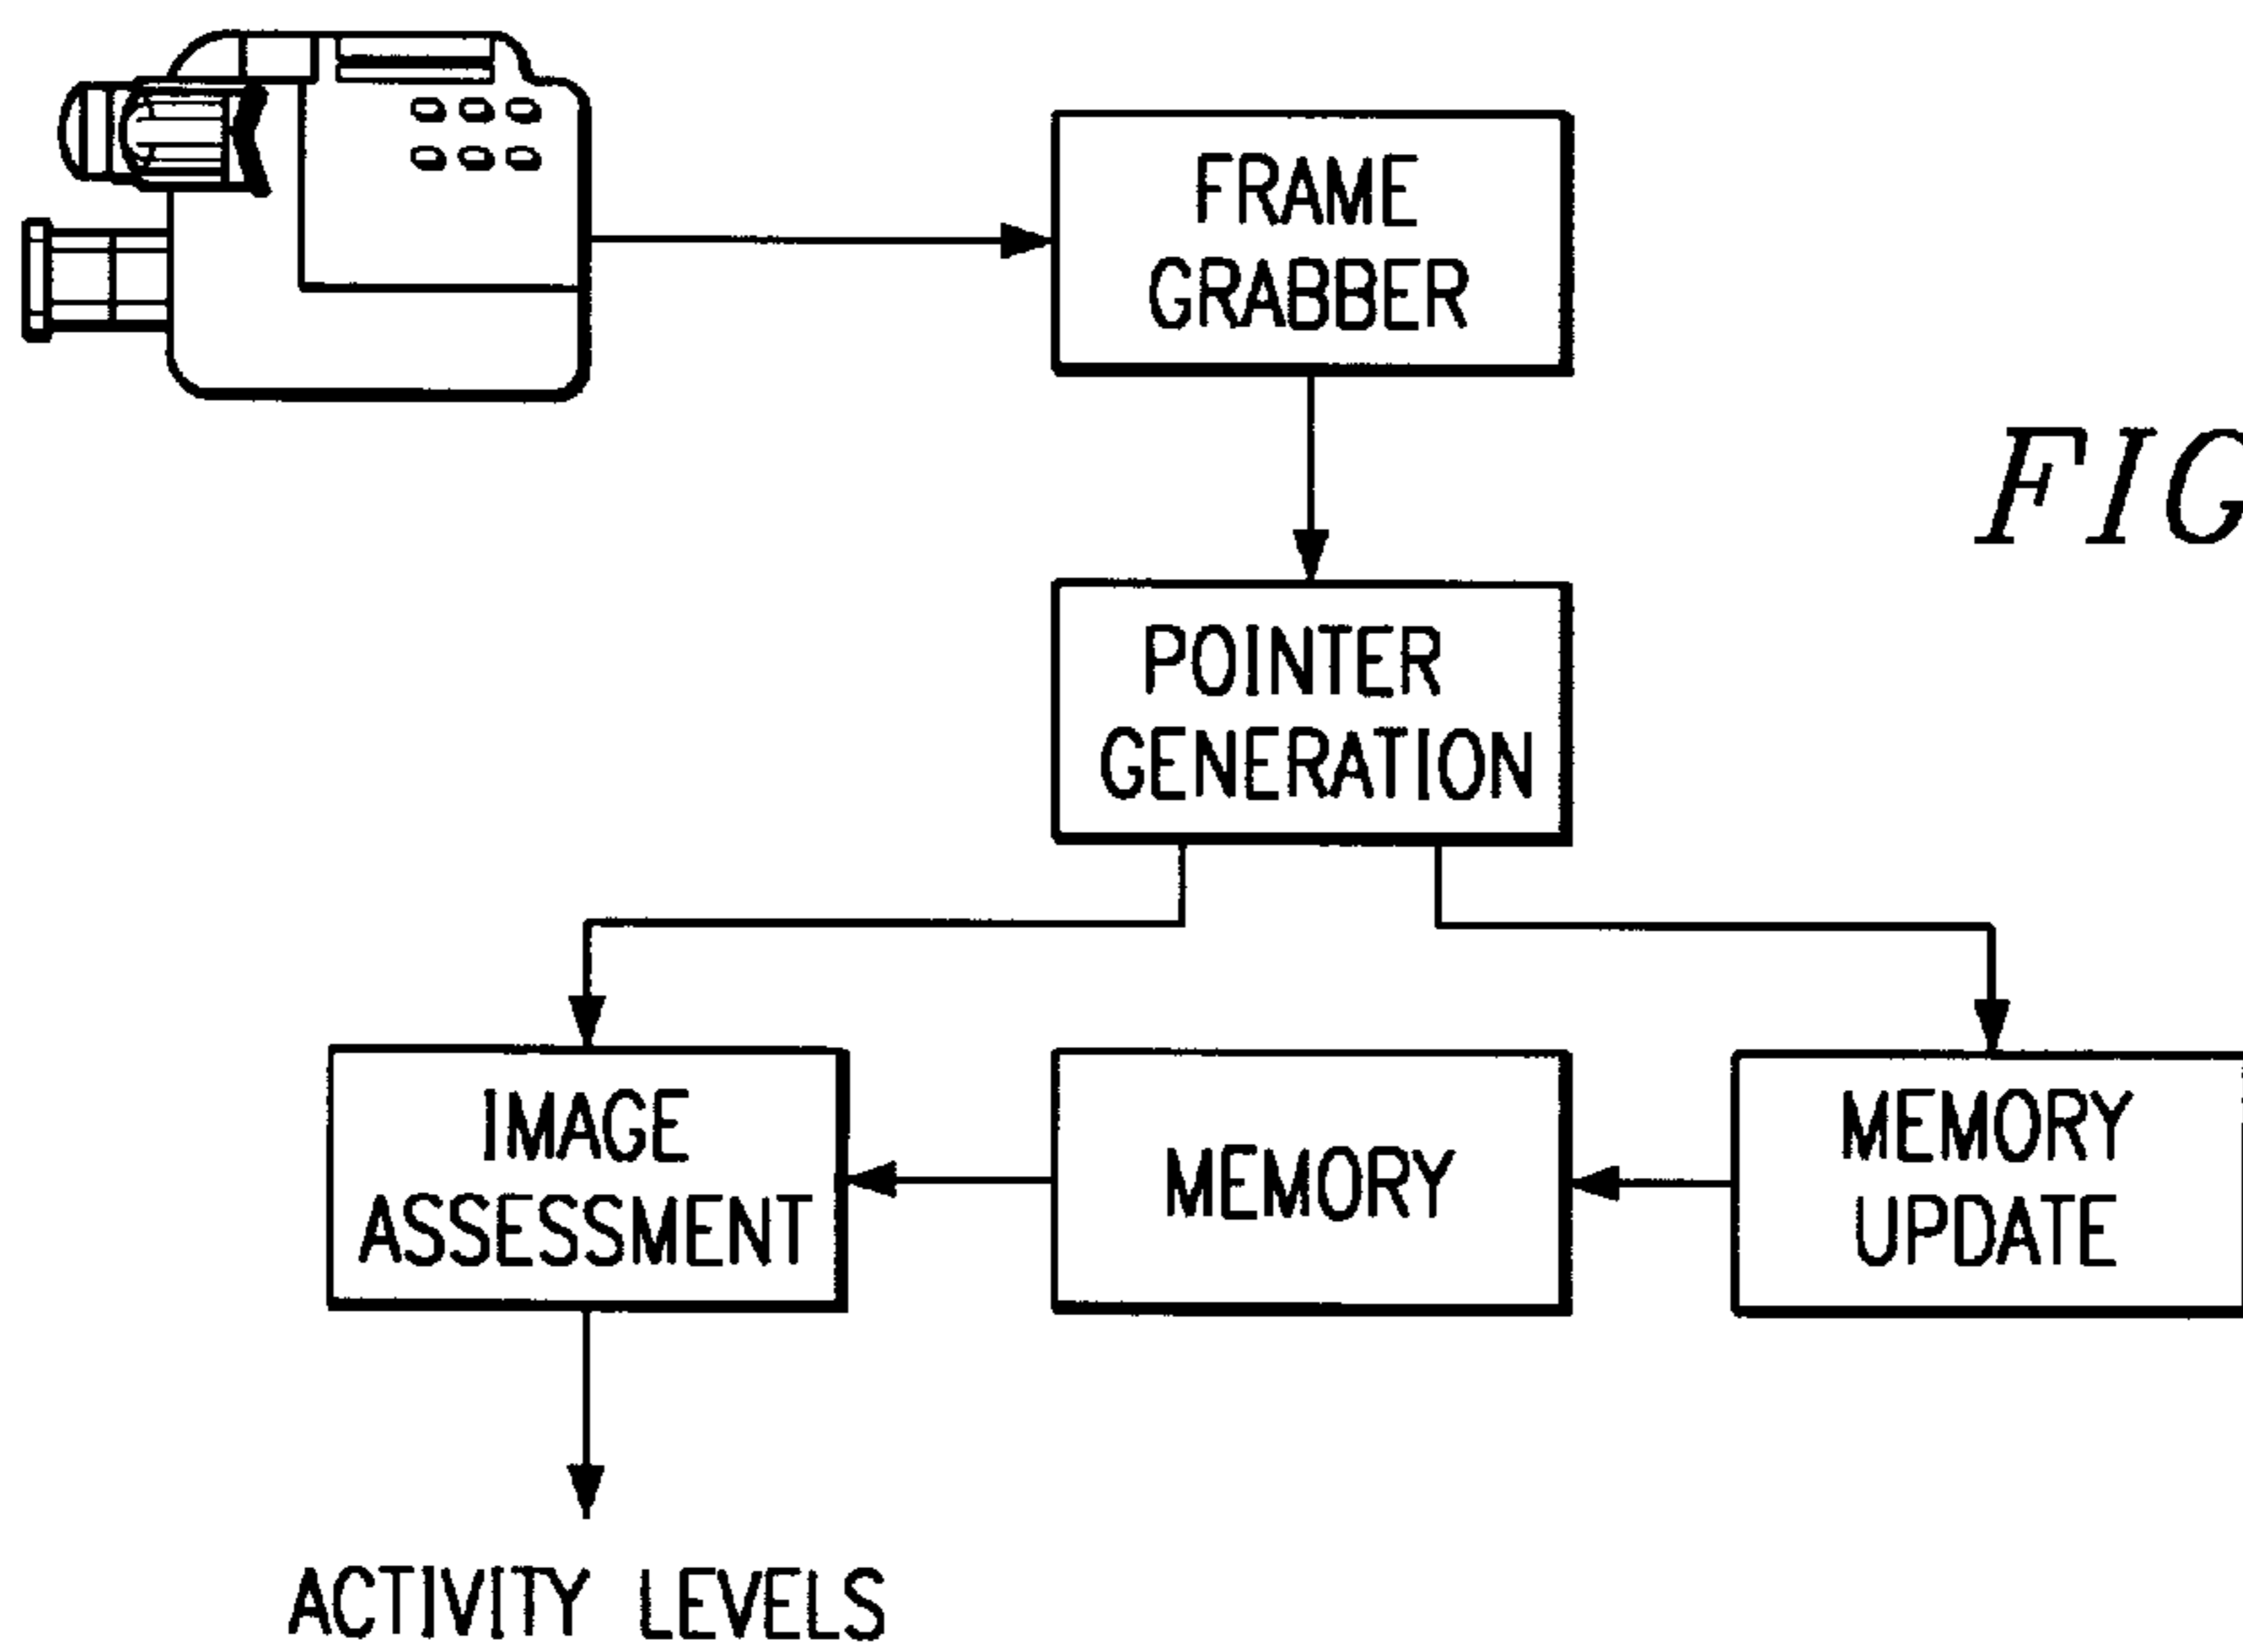 FRAME
GRABBER
FIG
POINTER
GENERATION
IMAGE
ASSESSMENT
MEMORY
MEMORY
UPDATE
ACTIVITY LEVELS